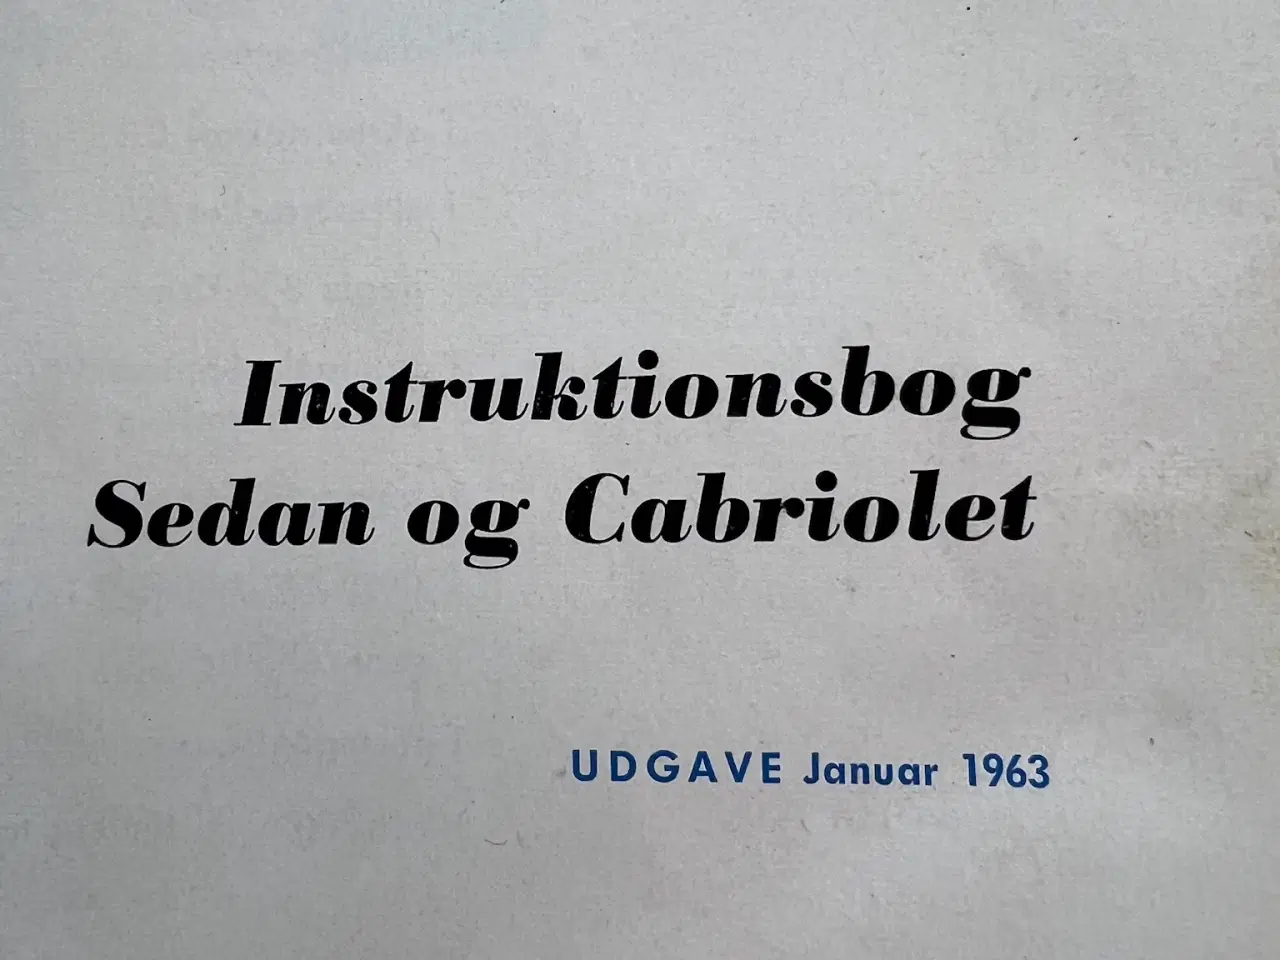 Instruktionsbog
Sedan og Cabriolet
UDGAVE Januar 1963